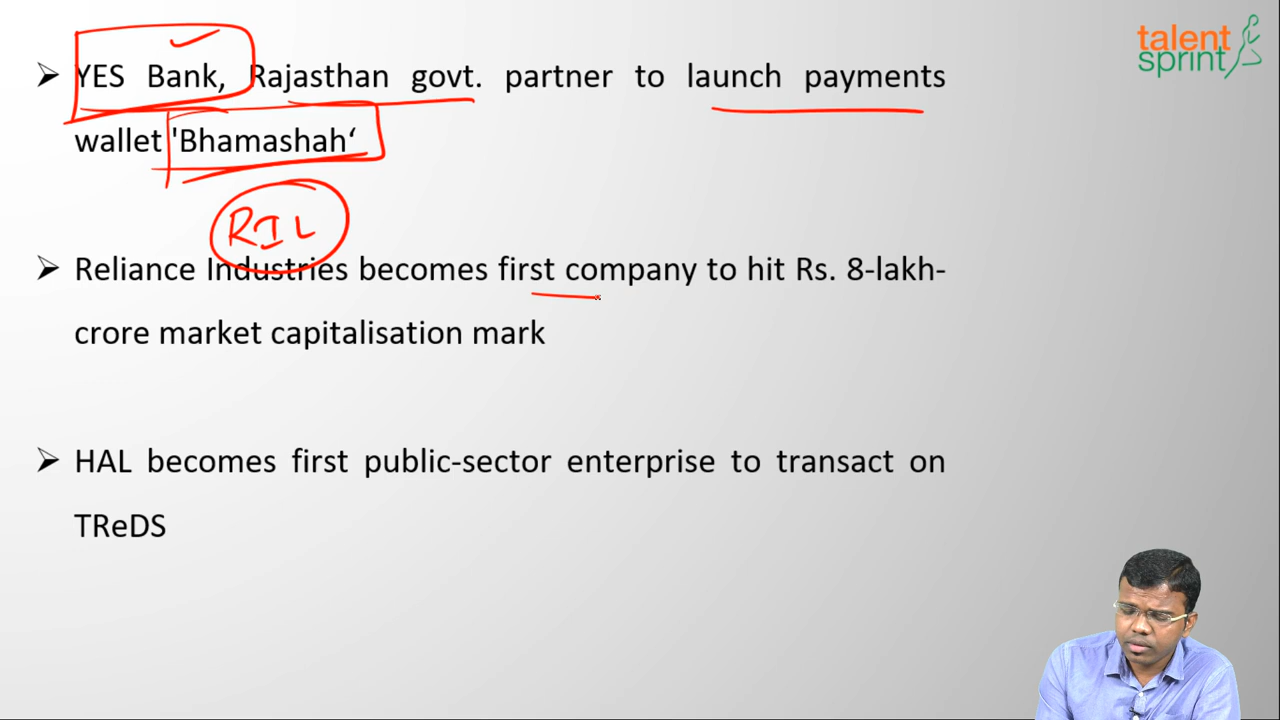 talent
sprint
➤ YES Bank, Rajasthan govt. partner to launch payments
wallet 'Bhamashah‘
RIL
➤ Reliance Industries becomes first company to hit Rs. 8-lakh-
crore market capitalisation mark
➤ HAL becomes first public-sector enterprise to transact on
TReDS